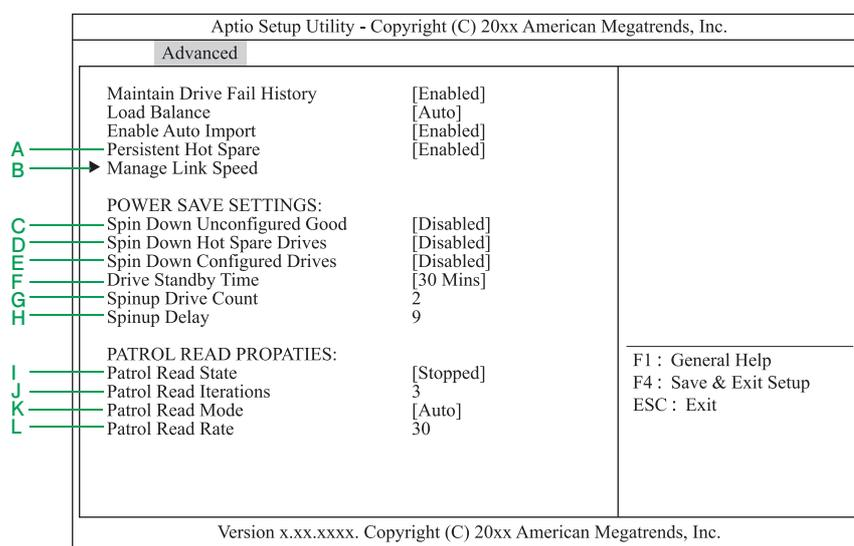 Aptio Setup Utility - Copyright (C) 20xx American Megatrends, Inc.
Advanced
Maintain Drive Fail History [Enabled]
Load Balance [Auto]
Enable Auto Import [Enabled]
A Persistent Hot Spare [Enabled]
B ▶ Manage Link Speed
POWER SAVE SETTINGS:
C Spin Down Unconfigured Good [Disabled]
D Spin Down Hot Spare Drives [Disabled]
E Spin Down Configured Drives [Disabled]
F Drive Standby Time [30 Mins]
G Spinup Drive Count 2
H Spinup Delay 9
PATROL READ PROPATIES:
I Patrol Read State [Stopped]
J Patrol Read Iterations 3
K Patrol Read Mode [Auto]
L Patrol Read Rate 30
F1 : General Help
F4 : Save & Exit Setup
ESC : Exit
Version x.xx.xxxx. Copyright (C) 20xx American Megatrends, Inc.